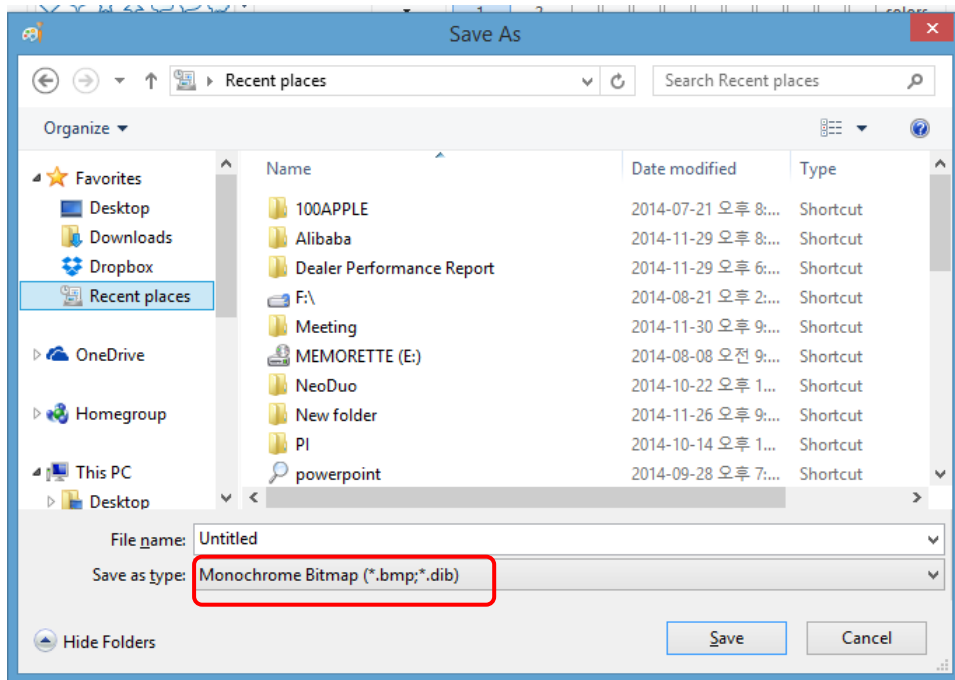 1 2
colors
Save As
Recent places
Search Recent places
Organize
Name Date modified Type
Favorites
Desktop
Downloads
Dropbox
Recent places
OneDrive
Homegroup
This PC
Desktop
100APPLE 2014-07-21 오후 8:... Shortcut
Alibaba 2014-11-29 오후 8:... Shortcut
Dealer Performance Report 2014-11-29 오후 6:... Shortcut
F:\ 2014-08-21 오후 2:... Shortcut
Meeting 2014-11-30 오후 9:... Shortcut
MEMORETTE (E:) 2014-08-08 오전 9:... Shortcut
NeoDuo 2014-10-22 오후 1... Shortcut
New folder 2014-11-26 오후 9:... Shortcut
PI 2014-10-14 오후 1... Shortcut
powerpoint 2014-09-28 오후 7:... Shortcut
File name: Untitled
Save as type: Monochrome Bitmap (*.bmp;*.dib)
Hide Folders
Save Cancel